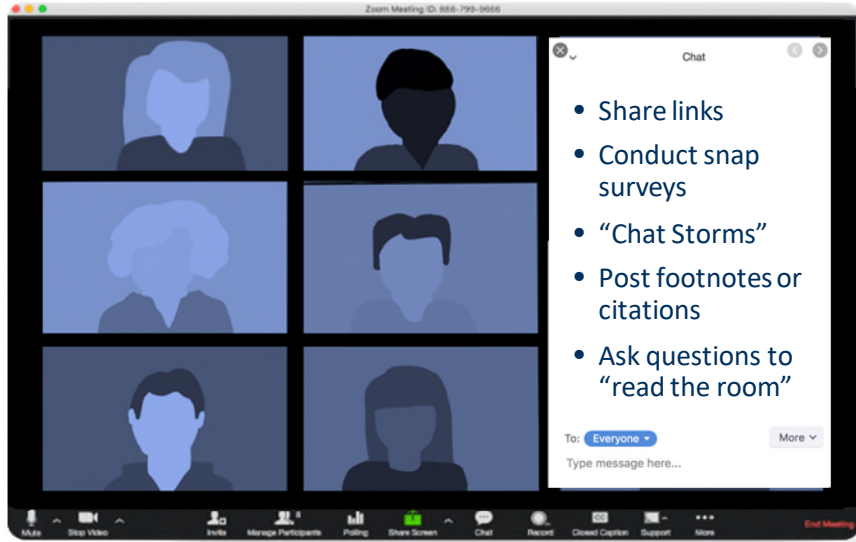 Zoom Meeting ID: 888-799-9666
Chat
• Share links
• Conduct snap
surveys
• “Chat Storms”
• Post footnotes or
citations
• Ask questions to
“read the room”
To: Everyone
More
Type message here...
Mute
Stop Video
Invite
Manage Participants
8
Polling
Share Screen
Chat
Record
CC
Closed Caption
Support
More
End Meeting